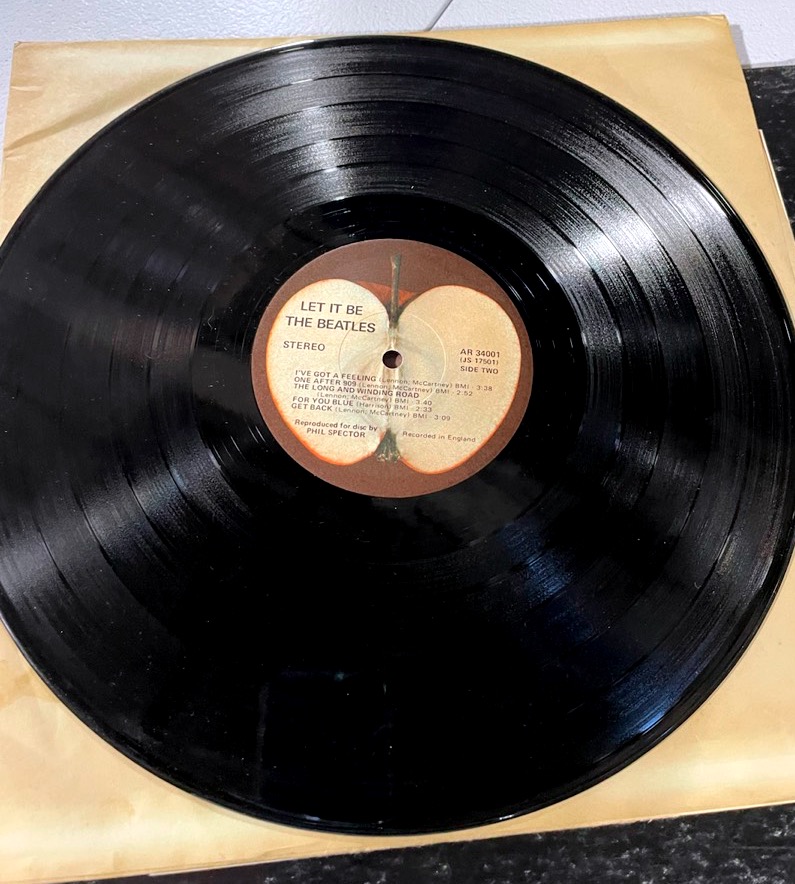 LET IT BE
THE BEATLES
STEREO
AR 34001
(JS 17501)
SIDE TWO
I'VE GOT A FEELING (Lennon; McCartney) BMI - 3:38
ONE AFTER 909 (Lennon; McCartney) BMI - 2:52
THE LONG AND WINDING ROAD
(Lennon; McCartney) BMI - 3:40
FOR YOU BLUE (Harrison) BMI - 2:33
GET BACK (Lennon; McCartney) BMI - 3:09
Reproduced for disc by
PHIL SPECTOR
Recorded in England